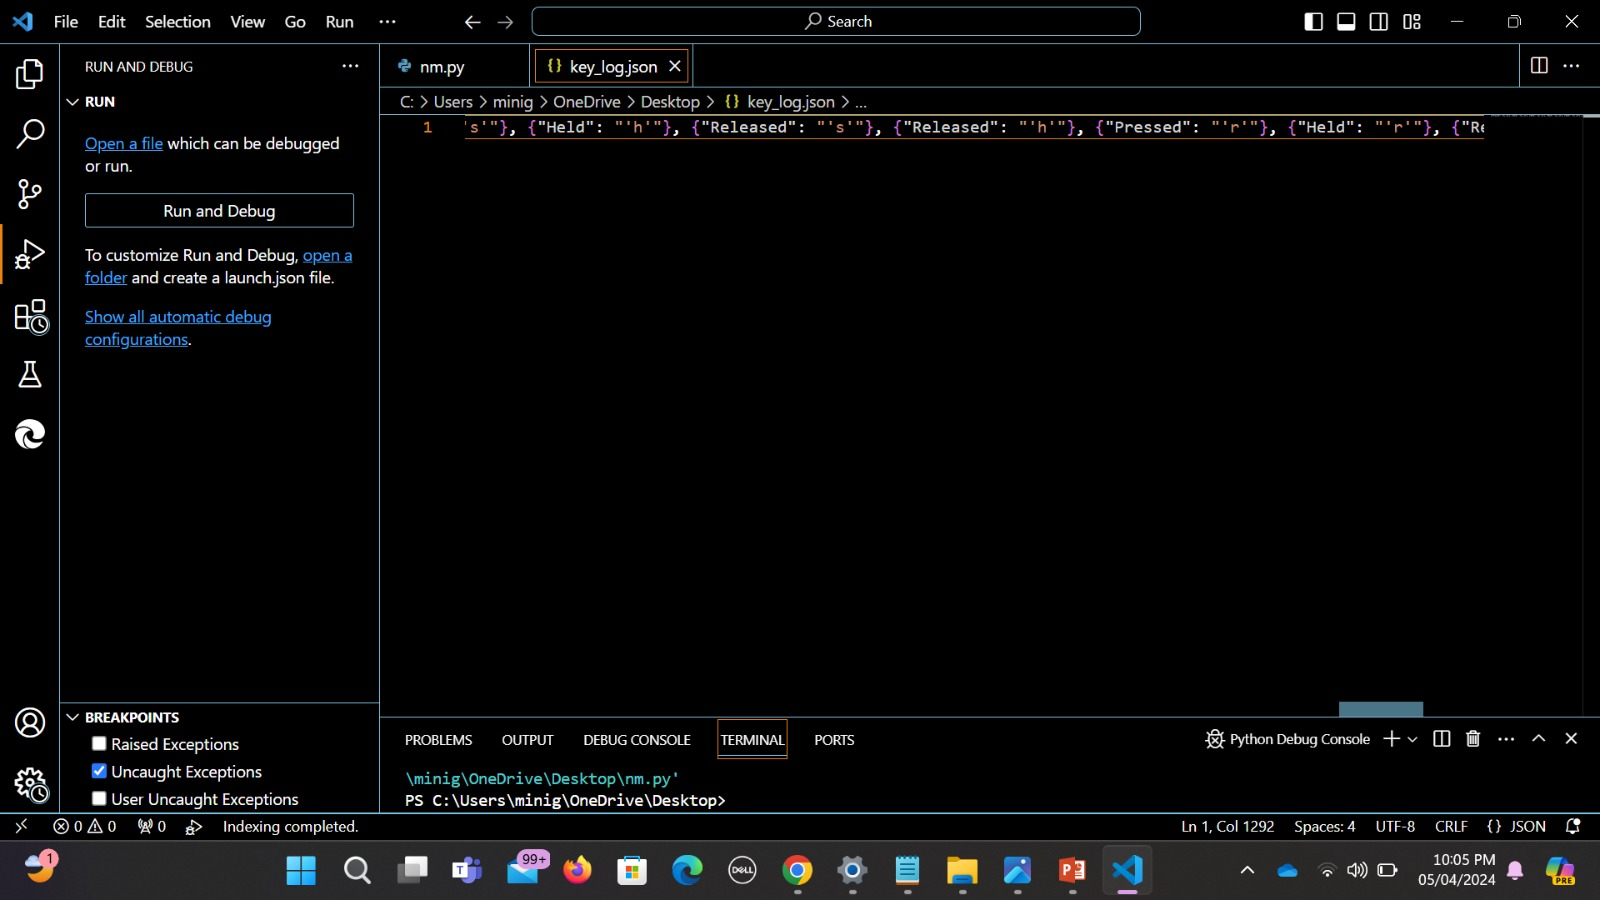 File Edit Selection View Go Run ... Search
RUN AND DEBUG ...
nm.py {} key_log.json
RUN
C: > Users > minig > OneDrive > Desktop > {} key_log.json > ...
1 's'"}, {"Held": "'h'"}, {"Released": "'s'"}, {"Released": "'h'"}, {"Pressed": "'r'"}, {"Held": "'r'"}, {"Re
Open a file which can be debugged
or run.
Run and Debug
To customize Run and Debug, open a
folder and create a launch.json file.
Show all automatic debug
configurations.
BREAKPOINTS
Raised Exceptions
Uncaught Exceptions
User Uncaught Exceptions
PROBLEMS OUTPUT DEBUG CONSOLE TERMINAL PORTS Python Debug Console
\minig\OneDrive\Desktop\nm.py'
PS C:\Users\minig\OneDrive\Desktop>
0 0 0 Indexing completed. Ln 1, Col 1292 Spaces: 4 UTF-8 CRLF {} JSON
1 99+ DELL 10:05 PM
05/04/2024 PRE